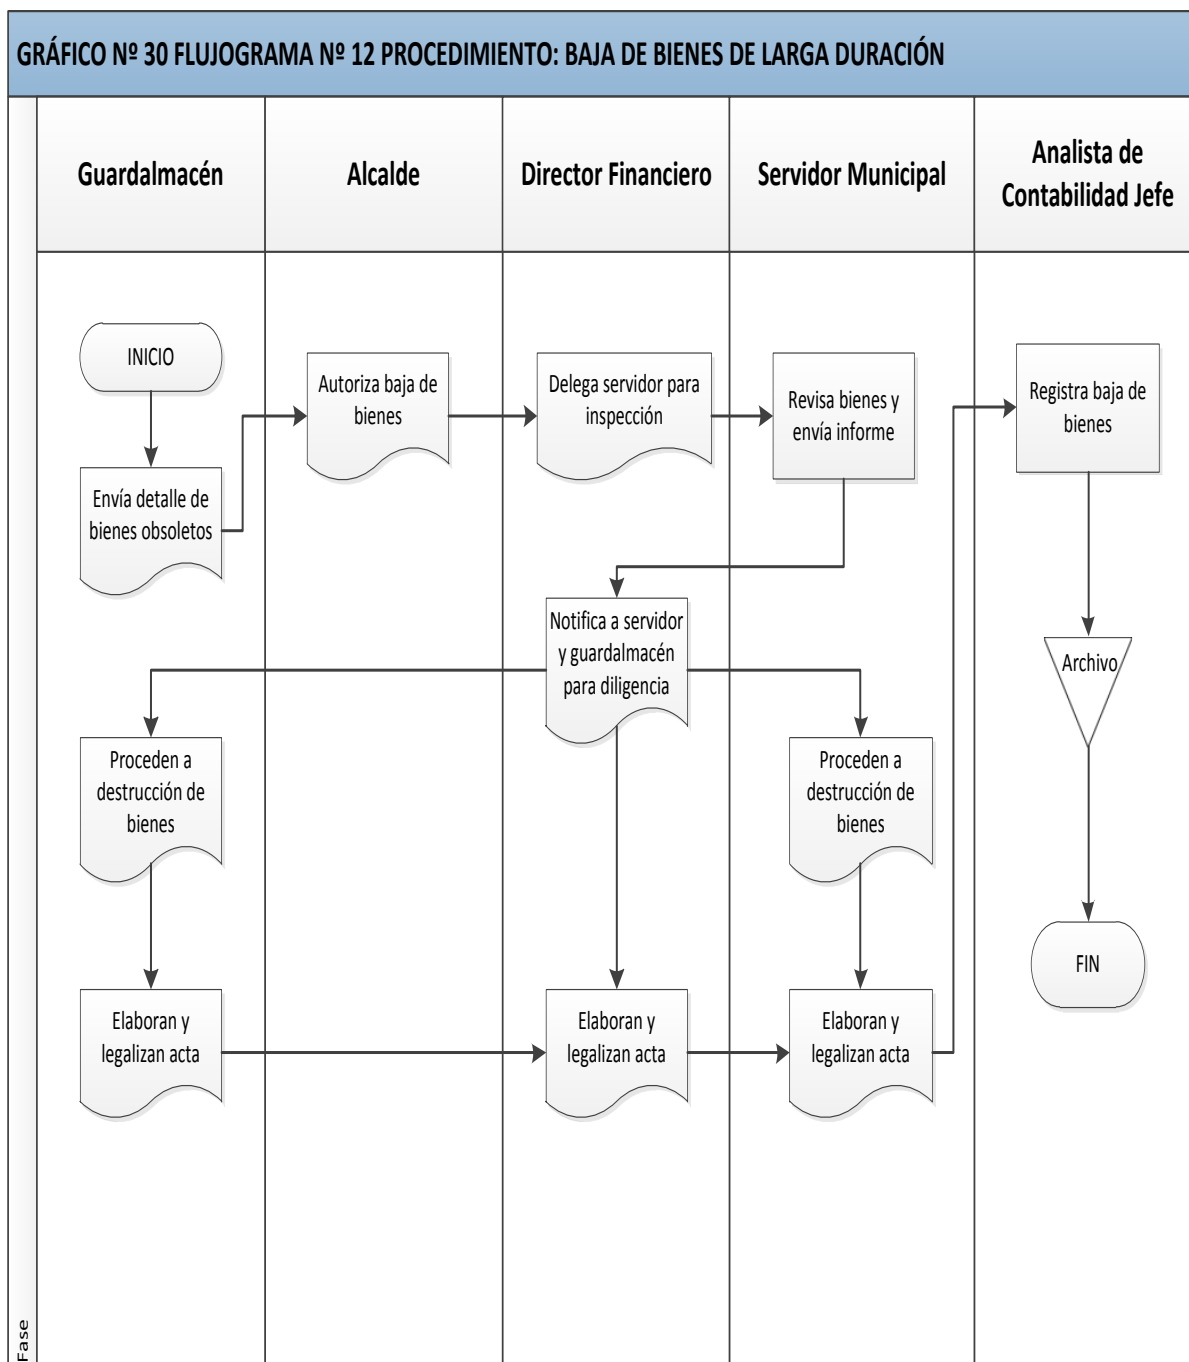 GRÁFICO Nº 30 FLUJOGRAMA Nº 12 PROCEDIMIENTO: BAJA DE BIENES DE LARGA DURACIÓN
Guardalmacén
Alcalde
Director Financiero
Servidor Municipal
Analista de
Contabilidad Jefe
INICIO
Envía detalle de
bienes obsoletos
Autoriza baja de
bienes
Delega servidor para
inspección
Revisa bienes y
envía informe
Registra baja de
bienes
Notifica a servidor
y guardalmacén
para diligencia
Archivo
Proceden a
destrucción de
bienes
Proceden a
destrucción de
bienes
FIN
Elaboran y
legalizan acta
Elaboran y
legalizan acta
Elaboran y
legalizan acta
Fase